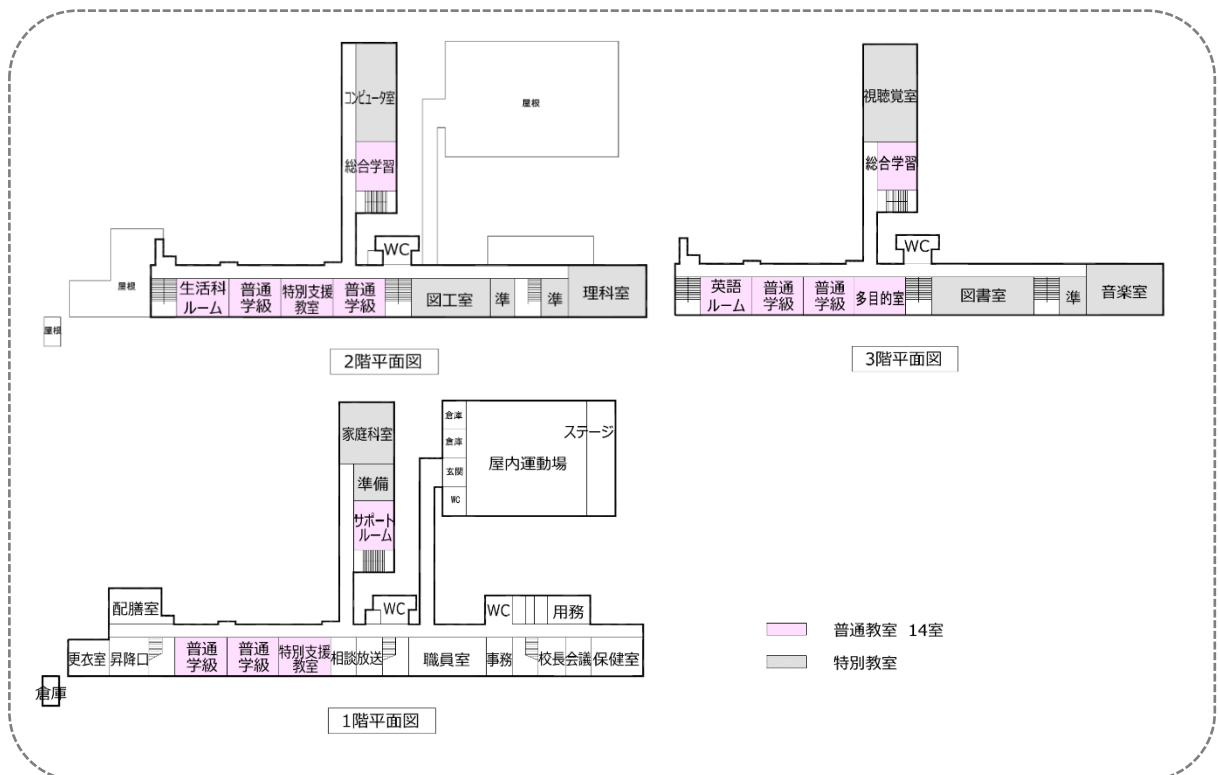 コンピュータ室
総合学習
屋根
WC
屋根
屋根
生活科
ルーム
普通
学級
特別支援
教室
普通
学級
図工室
準
準
理科室
2階平面図
視聴覚室
総合学習
WC
英語
ルーム
普通
学級
普通
学級
多目的室
図書室
準
音楽室
3階平面図
家庭科室
準備
サポート
ルーム
倉庫
倉庫
玄関
WC
屋内運動場
ステージ
配膳室
WC
WC
用務
更衣室
昇降口
普通
学級
普通
学級
特別支援
教室
相談
放送
職員室
事務
校長
会議
保健室
倉庫
1階平面図
普通教室 14室
特別教室